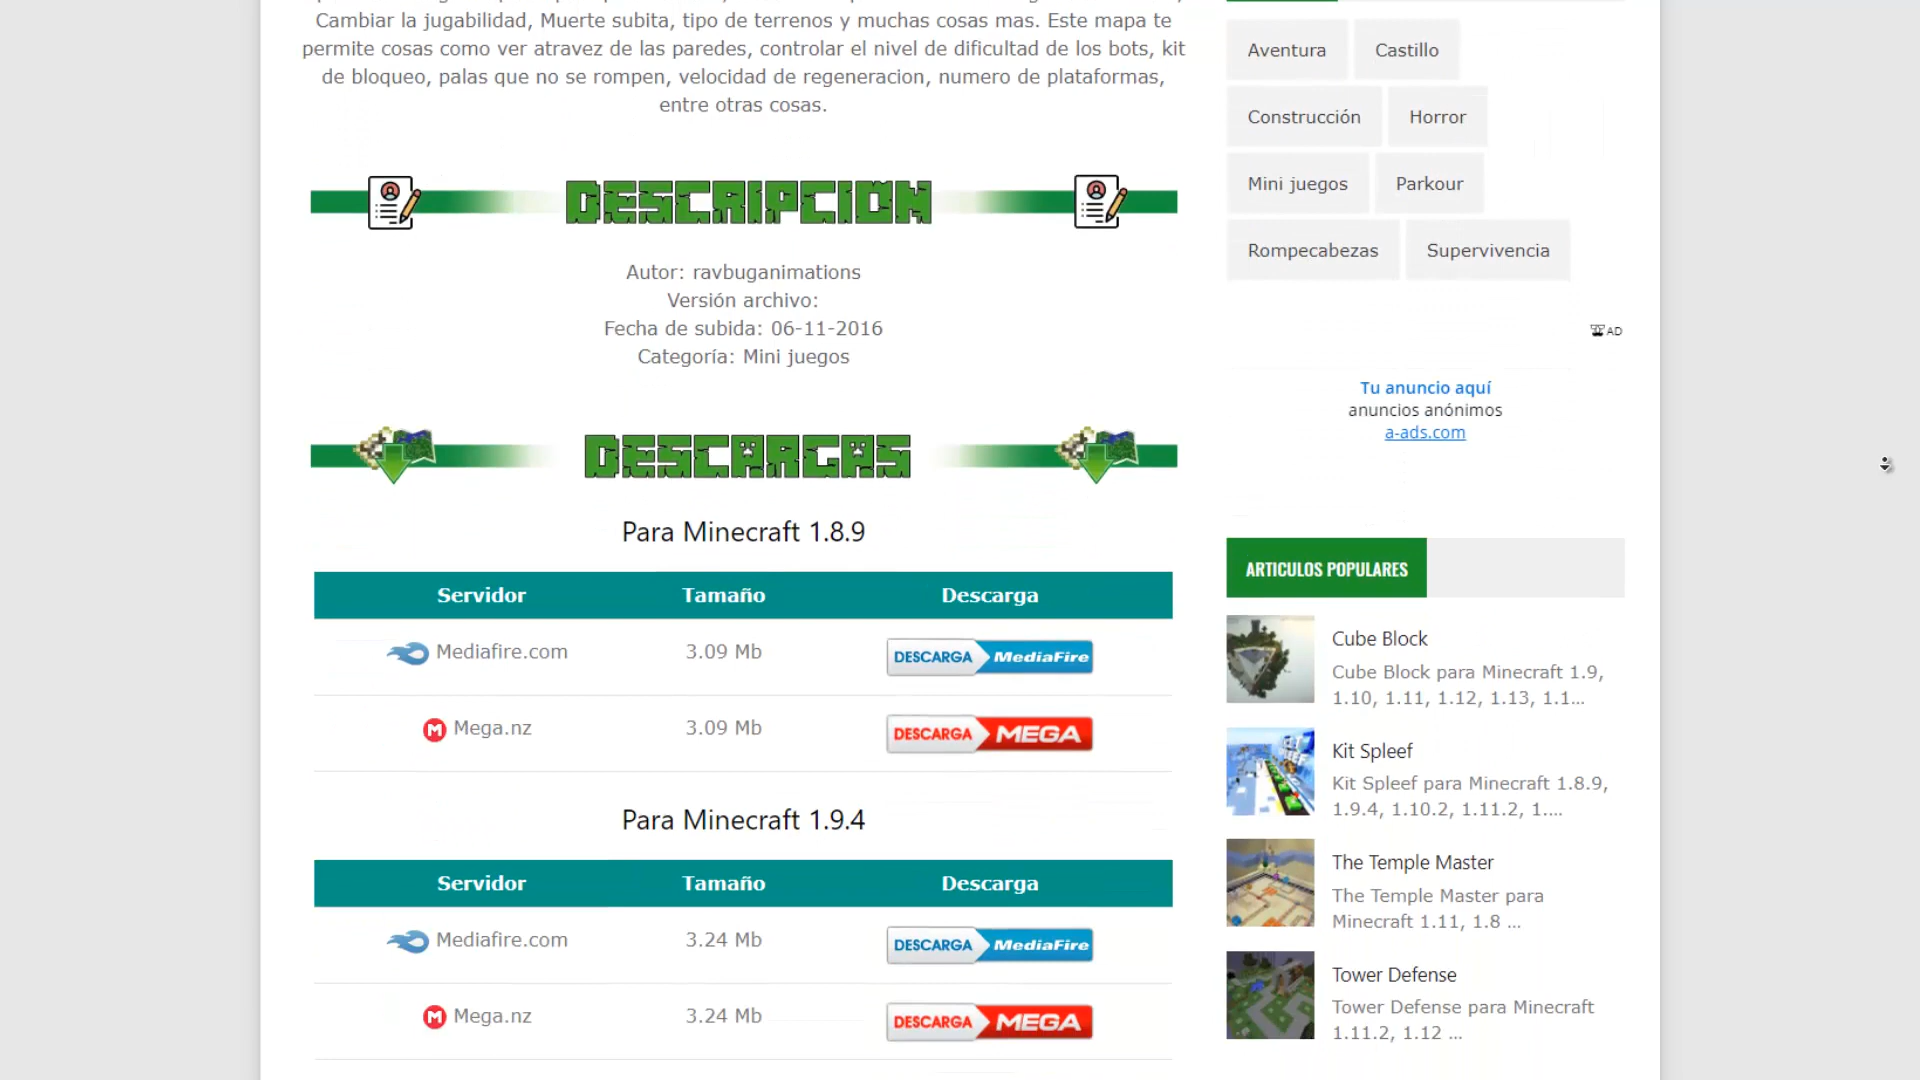 Cambiar la jugabilidad, Muerte subita, tipo de terrenos y muchas cosas mas. Este mapa te
permite cosas como ver atravez de las paredes, controlar el nivel de dificultad de los bots, kit
de bloqueo, palas que no se rompen, velocidad de regeneracion, numero de plataformas,
entre otras cosas.
DESCRIPCION
Autor: ravbuganimations
Versión archivo:
Fecha de subida: 06-11-2016
Categoría: Mini juegos
DESCARGAS
Para Minecraft 1.8.9
Servidor Tamaño Descarga
Mediafire.com 3.09 Mb DESCARGA MediaFire
Mega.nz 3.09 Mb DESCARGA MEGA
Para Minecraft 1.9.4
Servidor Tamaño Descarga
Mediafire.com 3.24 Mb DESCARGA MediaFire
Mega.nz 3.24 Mb DESCARGA MEGA
Aventura Castillo
Construcción Horror
Mini juegos Parkour
Rompecabezas Supervivencia
AD
Tu anuncio aquí
anuncios anónimos
a-ads.com
ARTICULOS POPULARES
Cube Block
Cube Block para Minecraft 1.9,
1.10, 1.11, 1.12, 1.13, 1.1...
Kit Spleef
Kit Spleef para Minecraft 1.8.9,
1.9.4, 1.10.2, 1.11.2, 1....
The Temple Master
The Temple Master para
Minecraft 1.11, 1.8 ...
Tower Defense
Tower Defense para Minecraft
1.11.2, 1.12 ...